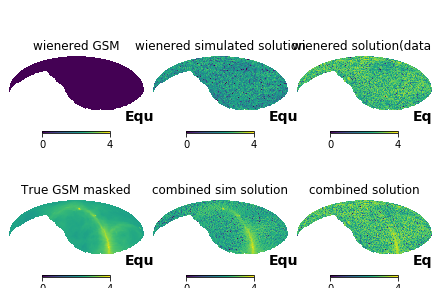 wienered GSM
wienered simulated solution
wienered solution(data
Equ
Equ
Equ
0 4
0 4
0 4
True GSM masked
combined sim solution
combined solution
Equ
Equ
Equ
0 4
0 4
0 4